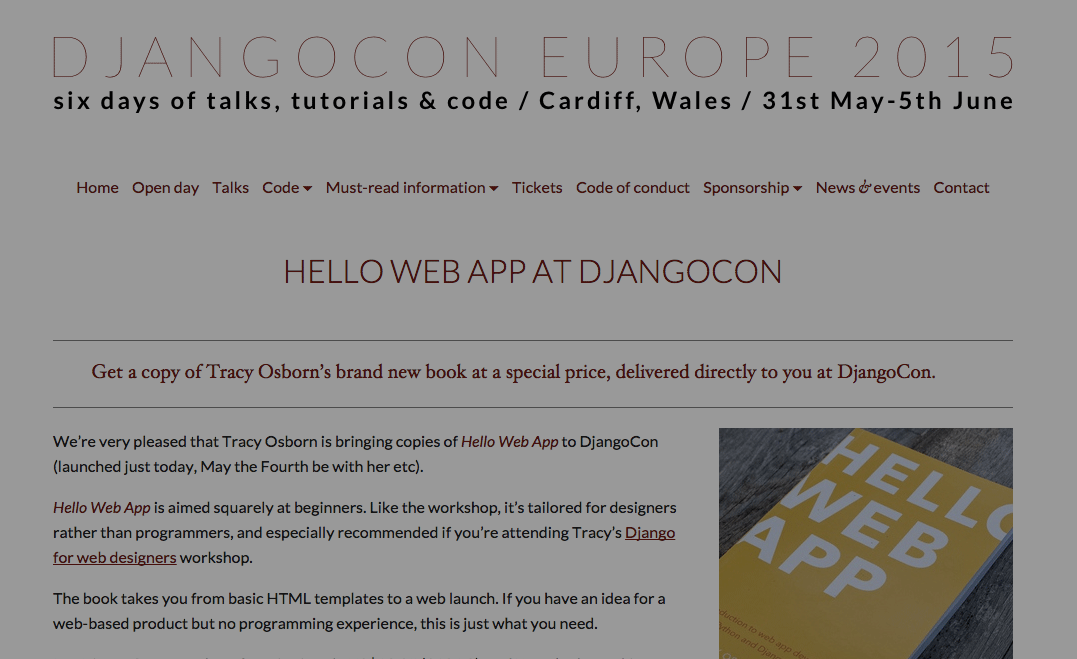 DJANGOCON EUROPE 2015
six days of talks, tutorials & code / Cardiff, Wales / 31st May-5th June
Home Open day Talks Code Must-read information Tickets Code of conduct Sponsorship News & events Contact
HELLO WEB APP AT DJANGOCON
Get a copy of Tracy Osborn’s brand new book at a special price, delivered directly to you at DjangoCon.
We’re very pleased that Tracy Osborn is bringing copies of Hello Web App to DjangoCon
(launched just today, May the Fourth be with her etc).
Hello Web App is aimed squarely at beginners. Like the workshop, it’s tailored for designers
rather than programmers, and especially recommended if you’re attending Tracy’s Django
for web designers workshop.
The book takes you from basic HTML templates to a web launch. If you have an idea for a
web-based product but no programming experience, this is just what you need.
HELLO
WEB
APP